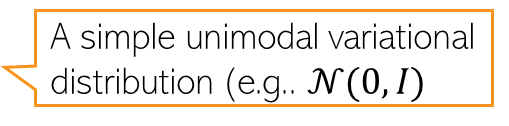 A simple unimodal variational
distribution (e.g.. 𝒩(0, I)